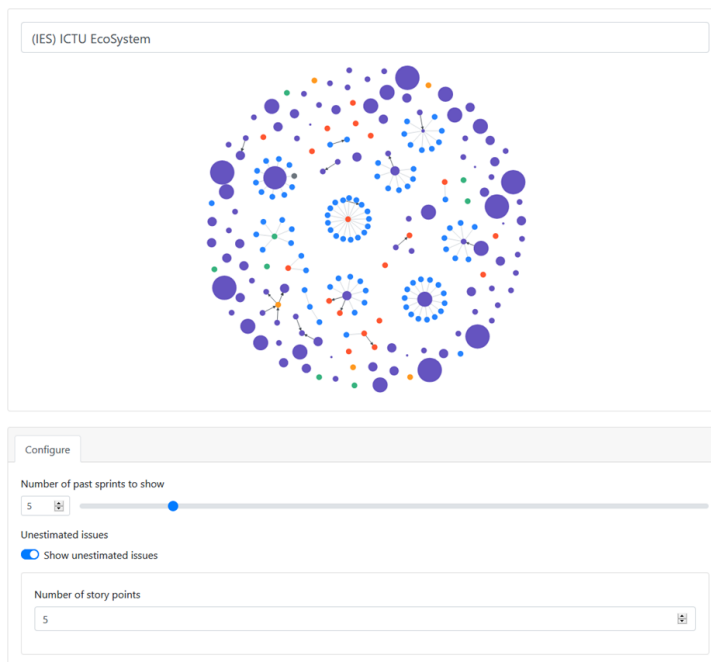 (IES) ICTU EcoSystem
Configure
Number of past sprints to show
5
Unestimated issues
Show unestimated issues
Number of story points
5